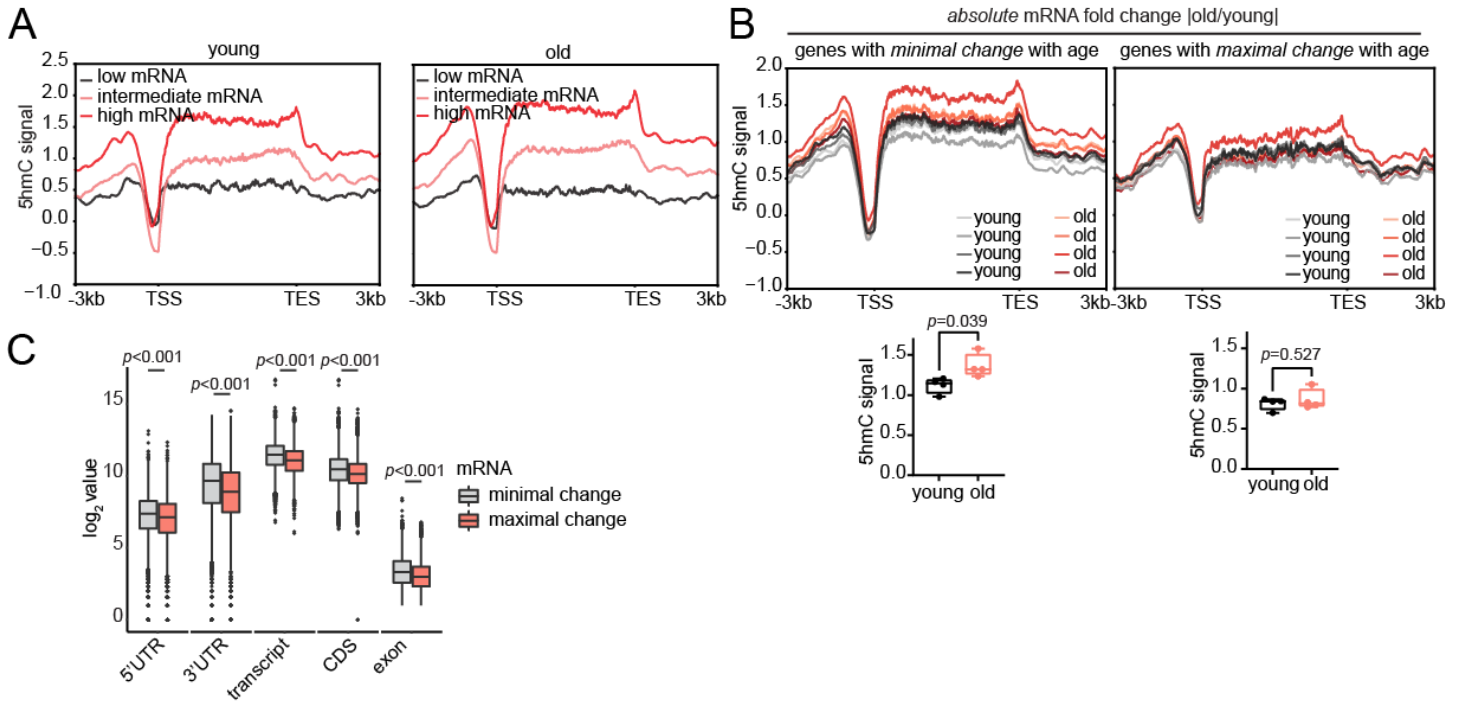 A
young
old
2.5
2.0
1.5
1.0
0.5
0.0
−0.5
−1.0
5hmC signal
low mRNA
intermediate mRNA
high mRNA
low mRNA
intermediate mRNA
high mRNA
-3kb TSS TES 3kb
-3kb TSS TES 3kb
B
absolute mRNA fold change |old/young|
genes with minimal change with age
genes with maximal change with age
2.0
1.5
1.0
0.5
0.0
−0.5
−1.0
5hmC signal
young old
young old
young old
young old
young old
young old
young old
young old
-3kb TSS TES 3kb
-3kb TSS TES 3kb
p=0.039
1.5
1.0
0.5
0.0
5hmC signal
young old
p=0.527
1.5
1.0
0.5
0.0
5hmC signal
young old
C
p<0.001
p<0.001
p<0.001
p<0.001
p<0.001
15
10
5
0
log2 value
5'UTR
3'UTR
transcript
CDS
exon
mRNA
minimal change
maximal change